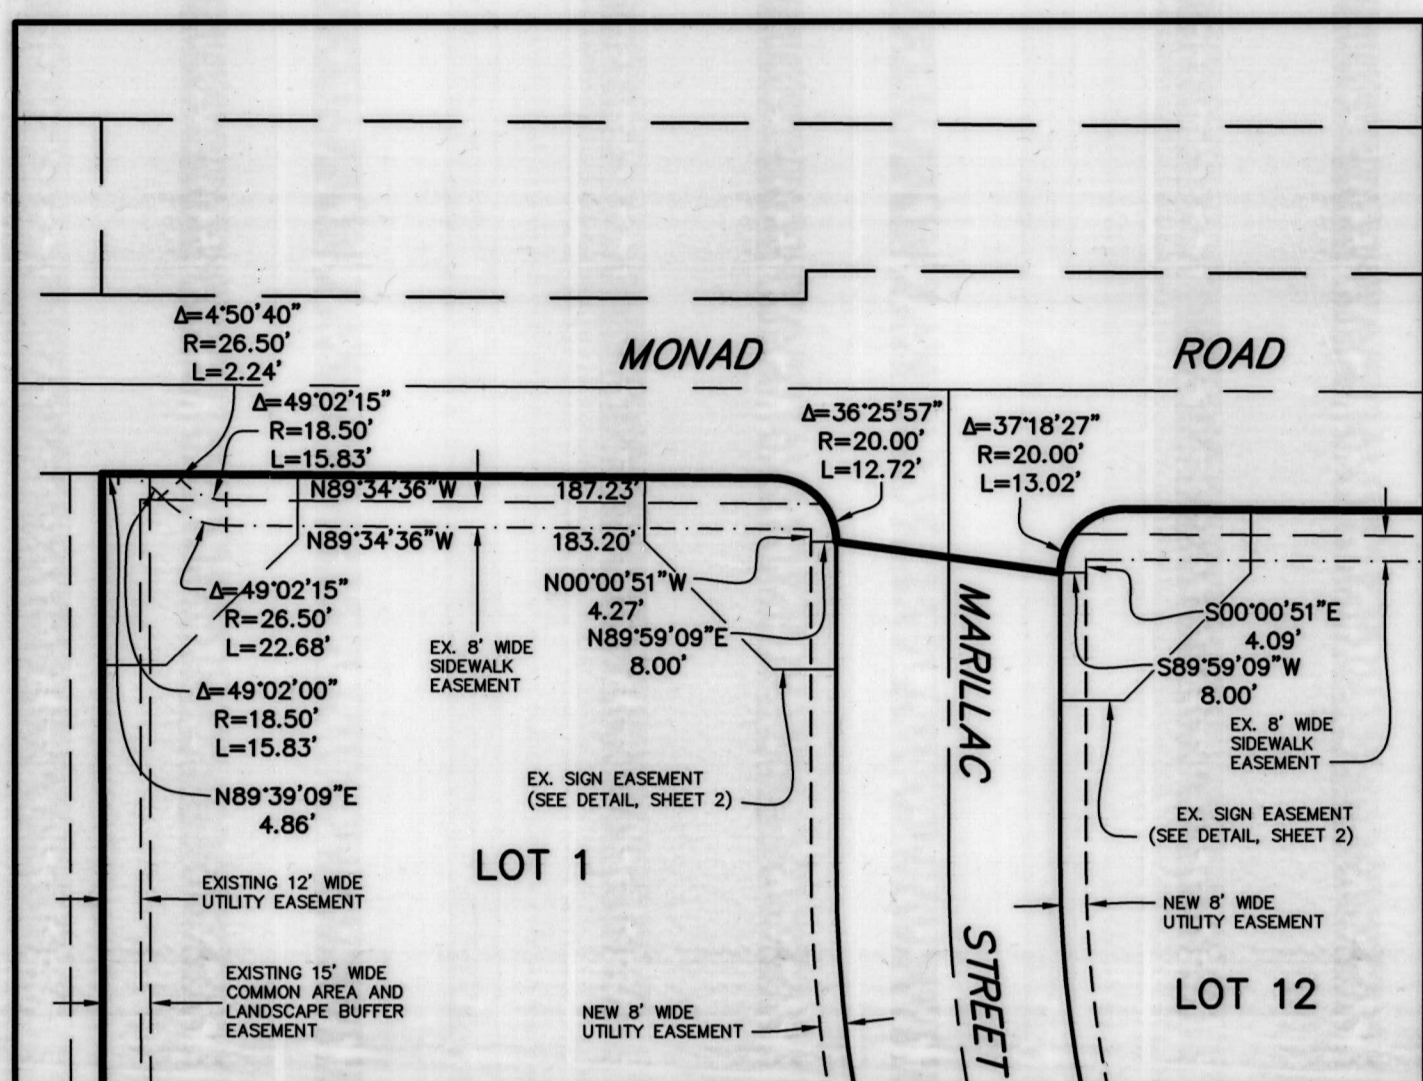 Δ=4°50'40"
R=26.50'
L=2.24'
MONAD
ROAD
Δ=49°02'15"
R=18.50'
L=15.83'
Δ=36°25'57"
R=20.00'
L=12.72'
Δ=37°18'27"
R=20.00'
L=13.02'
N89°34'36"W
187.23'
N89°34'36"W
183.20'
N00°00'51"W
4.27'
N89°59'09"E
8.00'
Δ=49°02'15"
R=26.50'
L=22.68'
EX. 8' WIDE
SIDEWALK
EASEMENT
S00°00'51"E
4.09'
S89°59'09"W
8.00'
Δ=49°02'00"
R=18.50'
L=15.83'
MARILLAC
STREET
EX. 8' WIDE
SIDEWALK
EASEMENT
N89°39'09"E
4.86'
EX. SIGN EASEMENT
(SEE DETAIL, SHEET 2)
EX. SIGN EASEMENT
(SEE DETAIL, SHEET 2)
LOT 1
EXISTING 12' WIDE
UTILITY EASEMENT
NEW 8' WIDE
UTILITY EASEMENT
EXISTING 15' WIDE
COMMON AREA AND
LANDSCAPE BUFFER
EASEMENT
NEW 8' WIDE
UTILITY EASEMENT
LOT 12